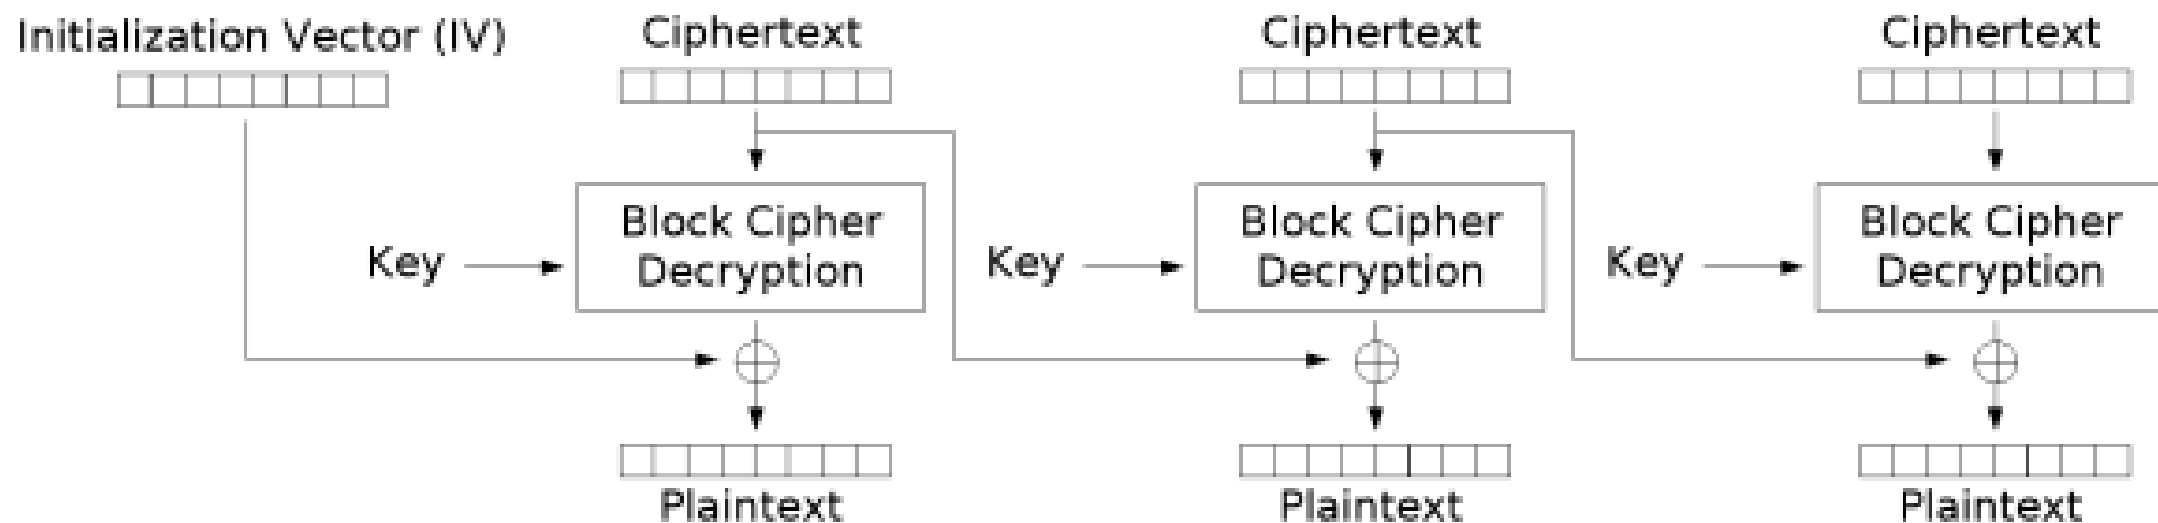 Initialization Vector (IV)
Ciphertext
Ciphertext
Ciphertext
Key
Block Cipher
Decryption
Key
Block Cipher
Decryption
Key
Block Cipher
Decryption
Plaintext
Plaintext
Plaintext